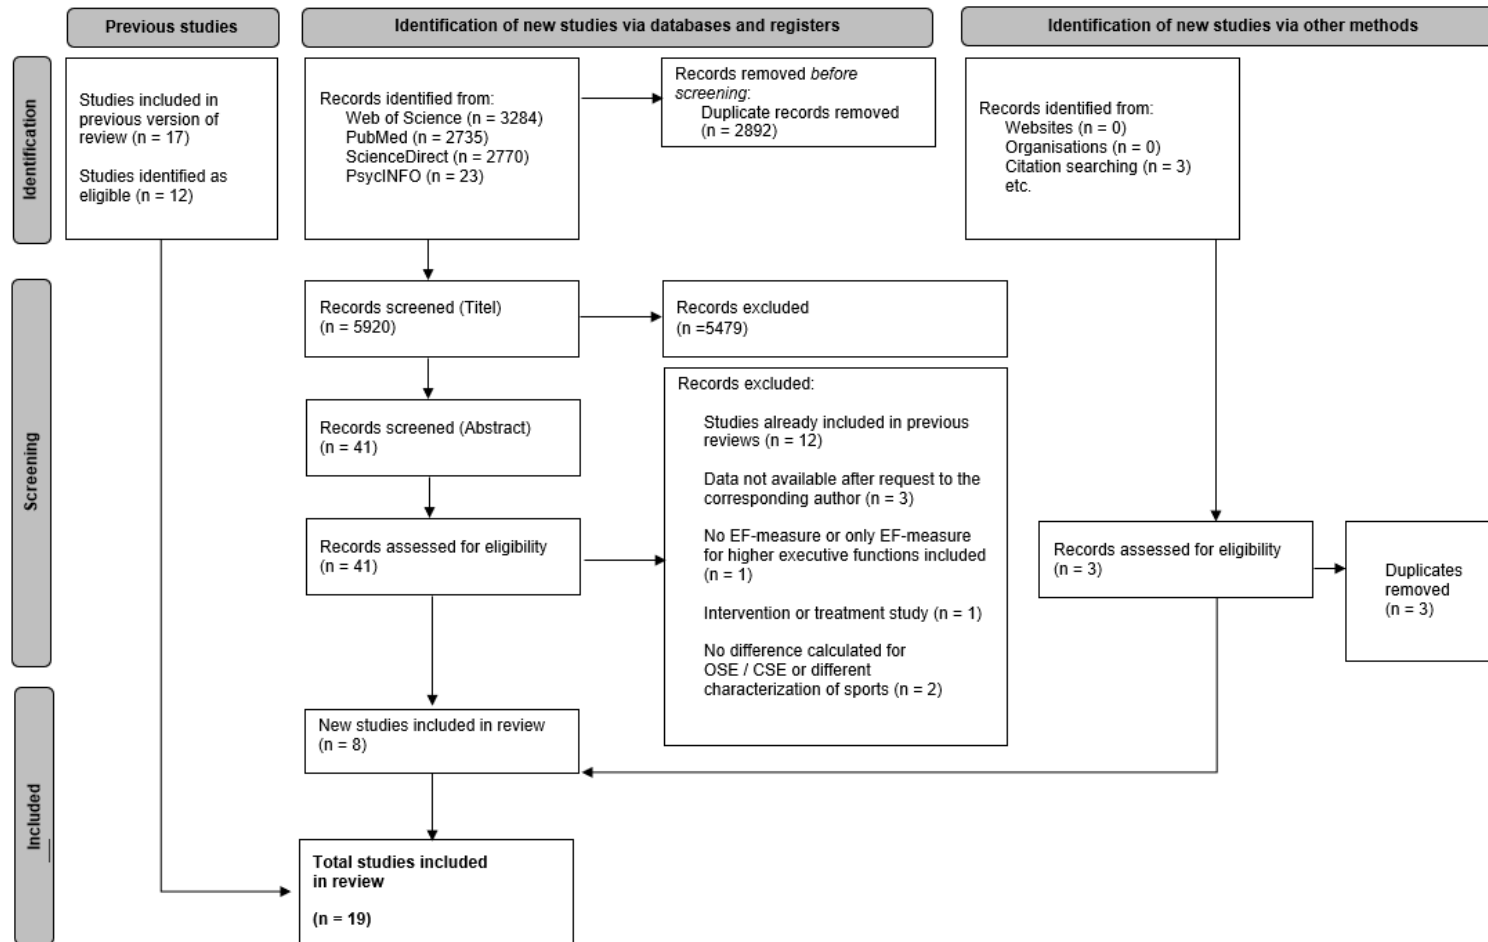 Previous studies
Identification of new studies via databases and registers
Identification of new studies via other methods
Identification
Studies included in
previous version of
review (n = 17)
Studies identified as
eligible (n = 12)
Records identified from:
Web of Science (n = 3284)
PubMed (n = 2735)
ScienceDirect (n = 2770)
PsycINFO (n = 23)
Records removed before
screening:
Duplicate records removed
(n = 2892)
Records identified from:
Websites (n = 0)
Organisations (n = 0)
Citation searching (n = 3)
etc.
Screening
Records screened (Titel)
(n = 5920)
Records excluded
(n =5479)
Records screened (Abstract)
(n = 41)
Records assessed for eligibility
(n = 41)
Records excluded:
Studies already included in previous
reviews (n = 12)
Data not available after request to the
corresponding author (n = 3)
No EF-measure or only EF-measure
for higher executive functions included
(n = 1)
Intervention or treatment study (n = 1)
No difference calculated for
OSE / CSE or different
characterization of sports (n = 2)
Records assessed for eligibility
(n = 3)
Duplicates
removed
(n = 3)
Included
New studies included in review
(n = 8)
Total studies included
in review
(n = 19)